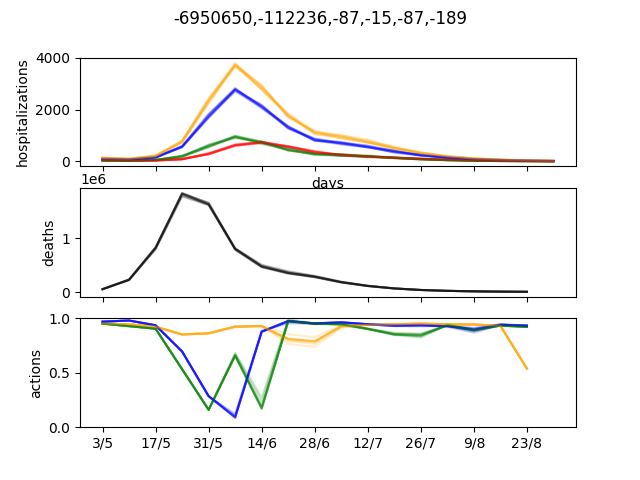 -6950650,-112236,-87,-15,-87,-189
4000
2000
0
hospitalizations
days
1e6
1
0
deaths
1.0
0.5
0.0
actions
3/5 17/5 31/5 14/6 28/6 12/7 26/7 9/8 23/8